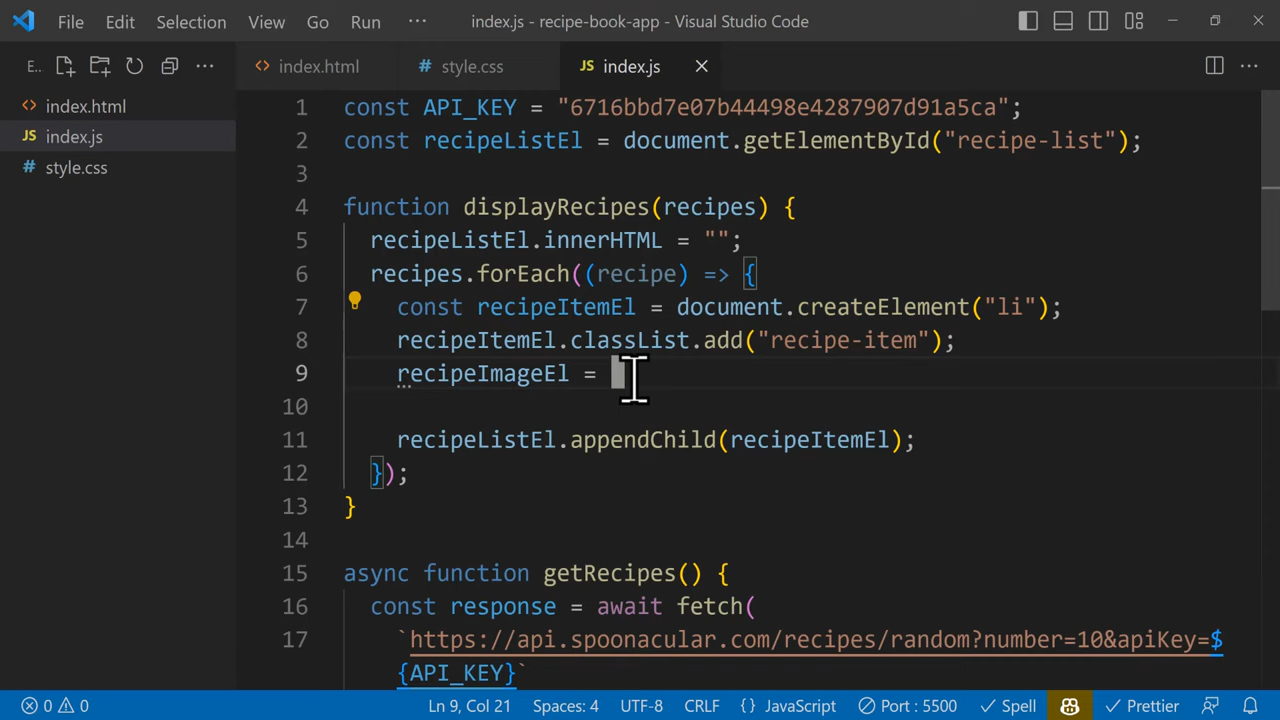 File Edit Selection View Go Run ··· index.js - recipe-book-app - Visual Studio Code
E.. ··· index.html style.css JS index.js ···
index.html
JS index.js
style.css
1 const API_KEY = "6716bbd7e07b44498e4287907d91a5ca";
2 const recipeListEl = document.getElementById("recipe-list");
3
4 function displayRecipes(recipes) {
5 recipeListEl.innerHTML = "";
6 recipes.forEach((recipe) => {
7 const recipeItemEl = document.createElement("li");
8 recipeItemEl.classList.add("recipe-item");
9 recipeImageEl =
10
11 recipeListEl.appendChild(recipeItemEl);
12 });
13 }
14
15 async function getRecipes() {
16 const response = await fetch(
17 `https://api.spoonacular.com/recipes/random?number=10&apiKey=$
{API_KEY}`
0 0 Ln 9, Col 21 Spaces: 4 UTF-8 CRLF {} JavaScript Port : 5500 Spell Prettier